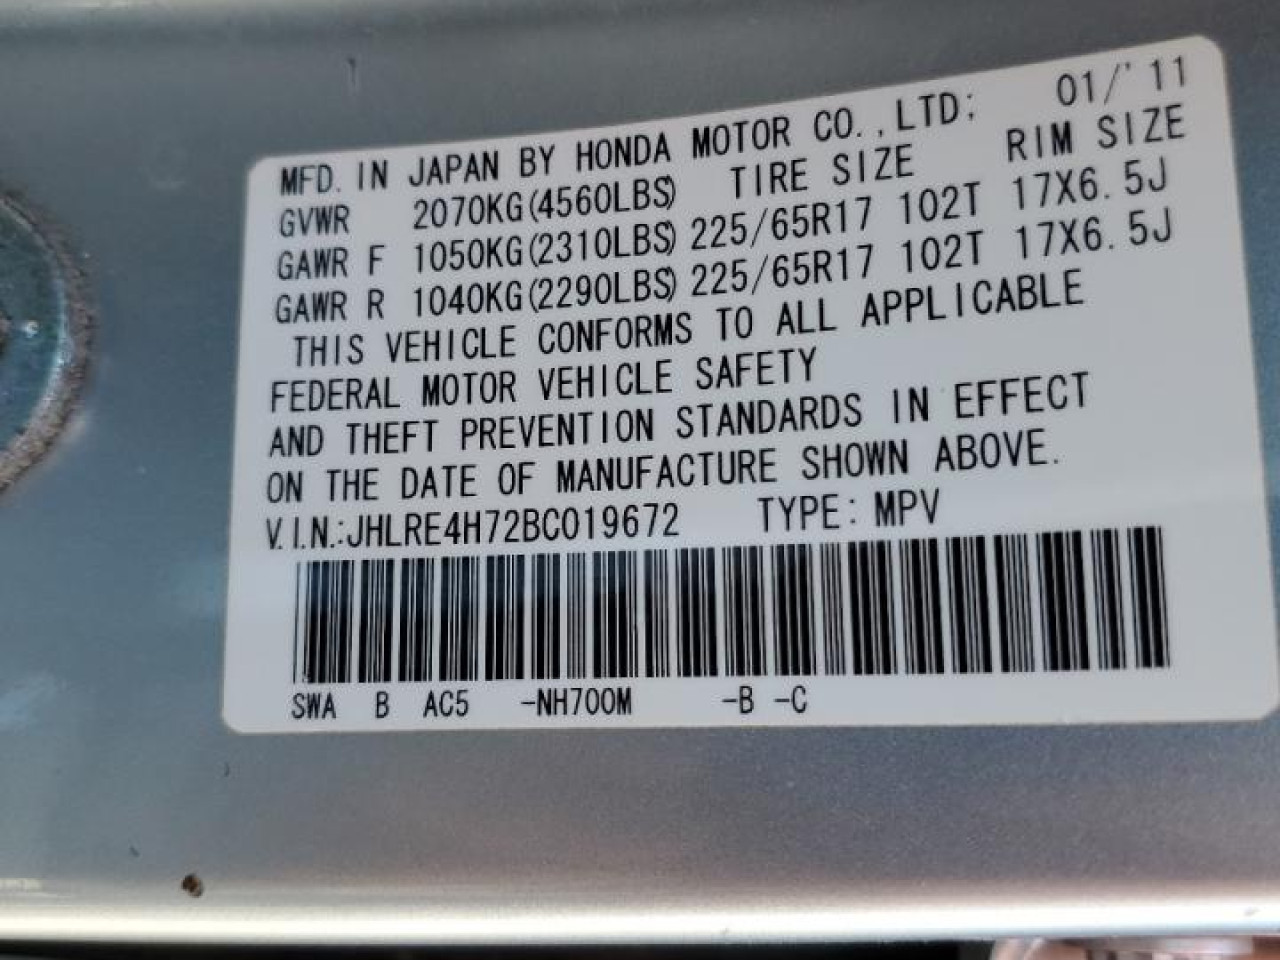 MFD. IN JAPAN BY HONDA MOTOR CO.,LTD; 01/'11
GVWR 2070KG(4560LBS) TIRE SIZE RIM SIZE
GAWR F 1050KG(2310LBS) 225/65R17 102T 17X6.5J
GAWR R 1040KG(2290LBS) 225/65R17 102T 17X6.5J
THIS VEHICLE CONFORMS TO ALL APPLICABLE
FEDERAL MOTOR VEHICLE SAFETY
AND THEFT PREVENTION STANDARDS IN EFFECT
ON THE DATE OF MANUFACTURE SHOWN ABOVE.
V.I.N.:JHLRE4H72BC019672 TYPE: MPV
SWA B AC5 -NH700M -B -C